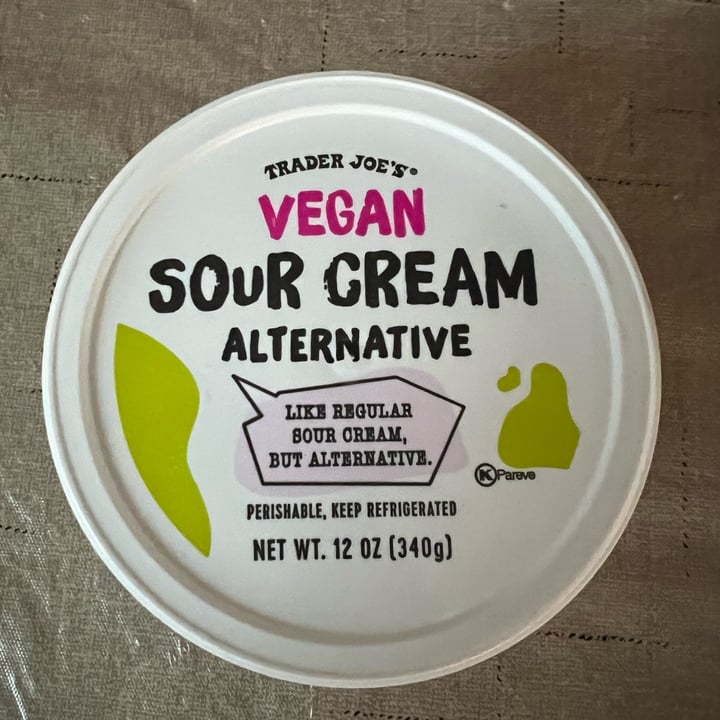 TRADER JOE'S®
VEGAN
SOUR CREAM
ALTERNATIVE
LIKE REGULAR
SOUR CREAM,
BUT ALTERNATIVE.
K Pareve
PERISHABLE, KEEP REFRIGERATED
NET WT. 12 OZ (340g)